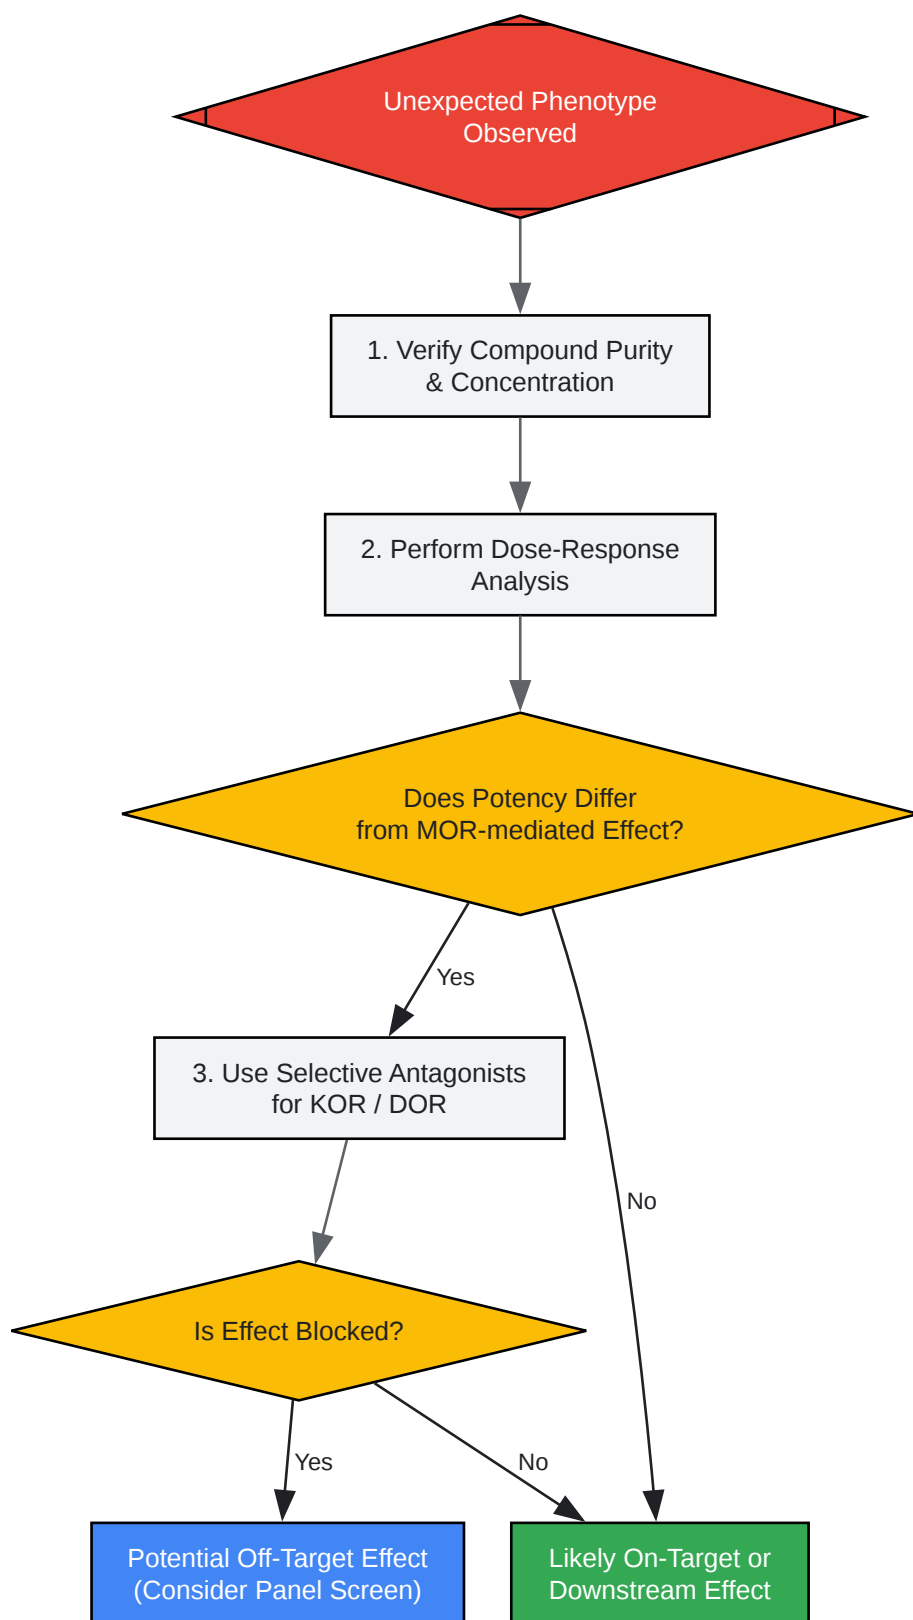 Unexpected Phenotype
Observed
1. Verify Compound Purity
& Concentration
2. Perform Dose-Response
Analysis
Does Potency Differ
from MOR-mediated Effect?
Yes
3. Use Selective Antagonists
for KOR / DOR
No
Is Effect Blocked?
Yes
No
Potential Off-Target Effect
(Consider Panel Screen)
Likely On-Target or
Downstream Effect